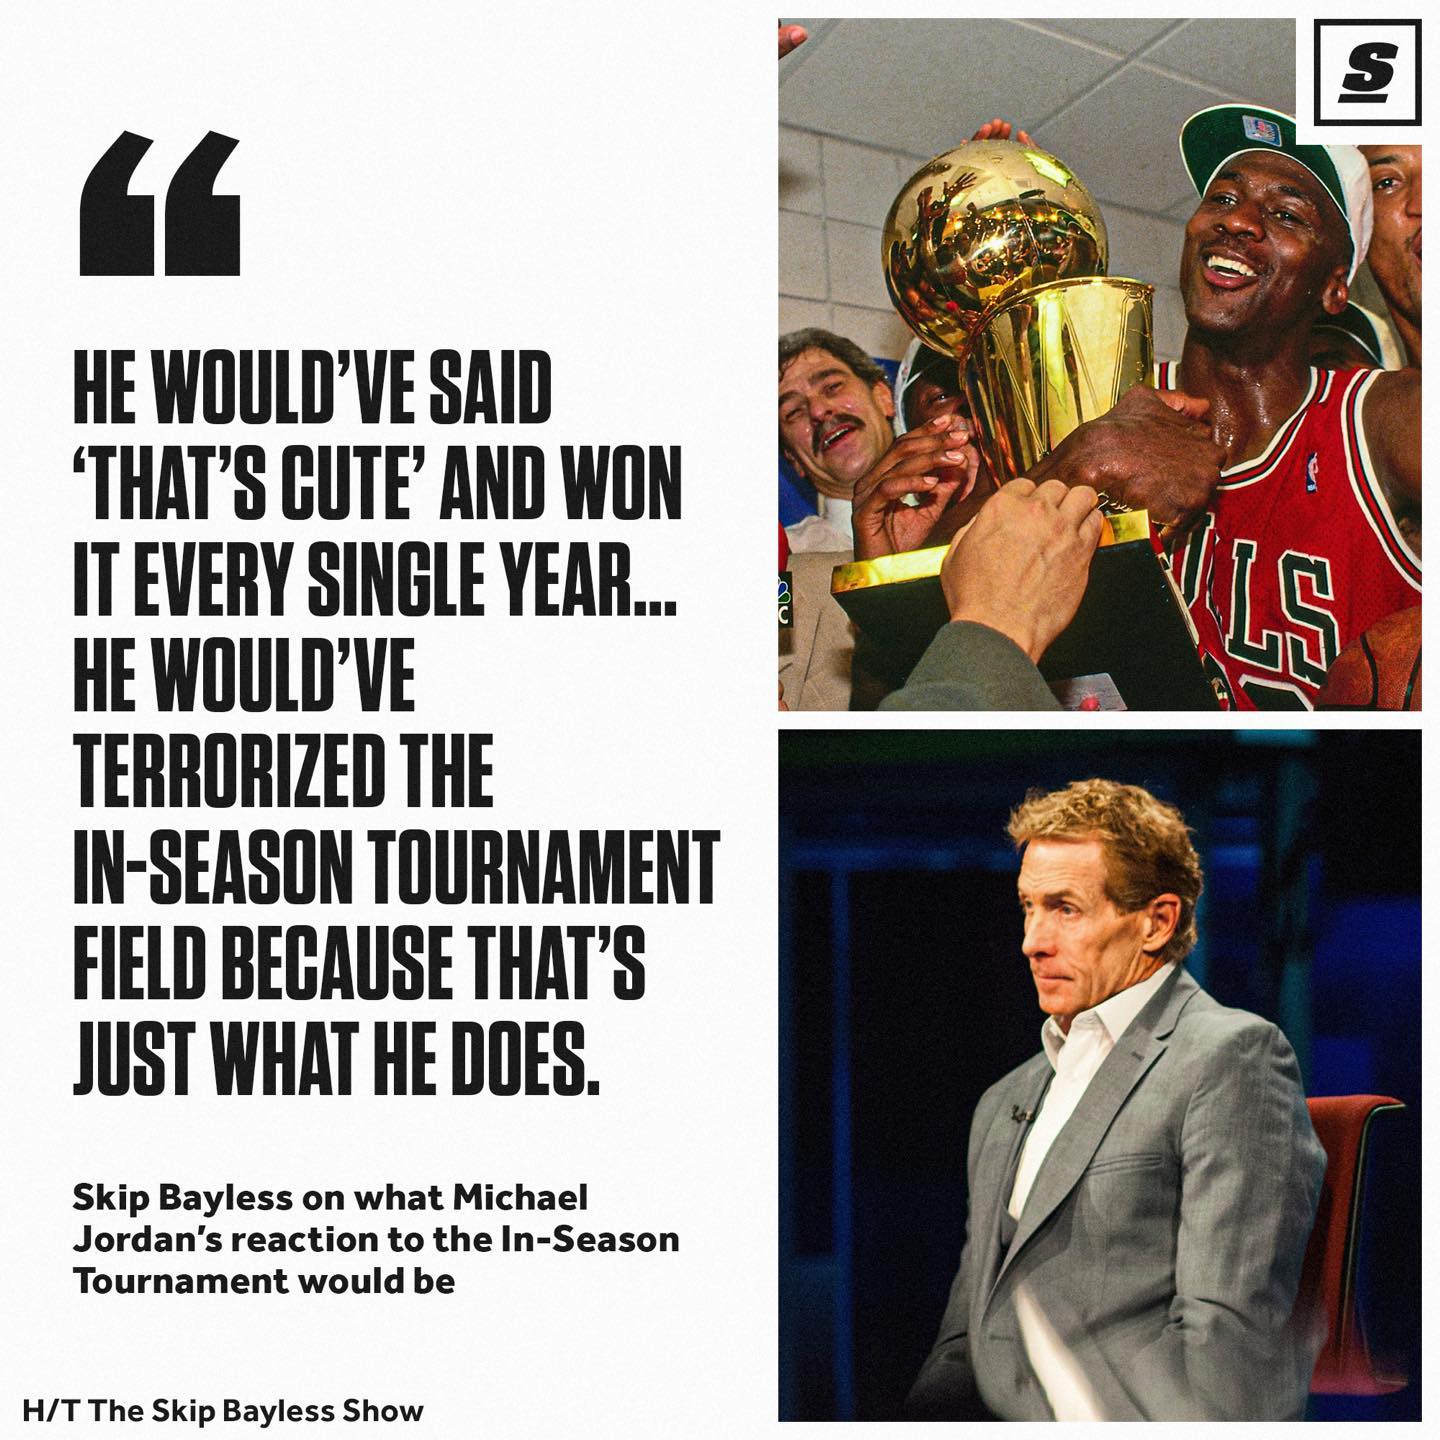 S
“
HE WOULD’VE SAID
‘THAT’S CUTE’ AND WON
IT EVERY SINGLE YEAR...
HE WOULD’VE
TERRORIZED THE
IN-SEASON TOURNAMENT
FIELD BECAUSE THAT’S
JUST WHAT HE DOES.
Skip Bayless on what Michael
Jordan’s reaction to the In-Season
Tournament would be
H/T The Skip Bayless Show